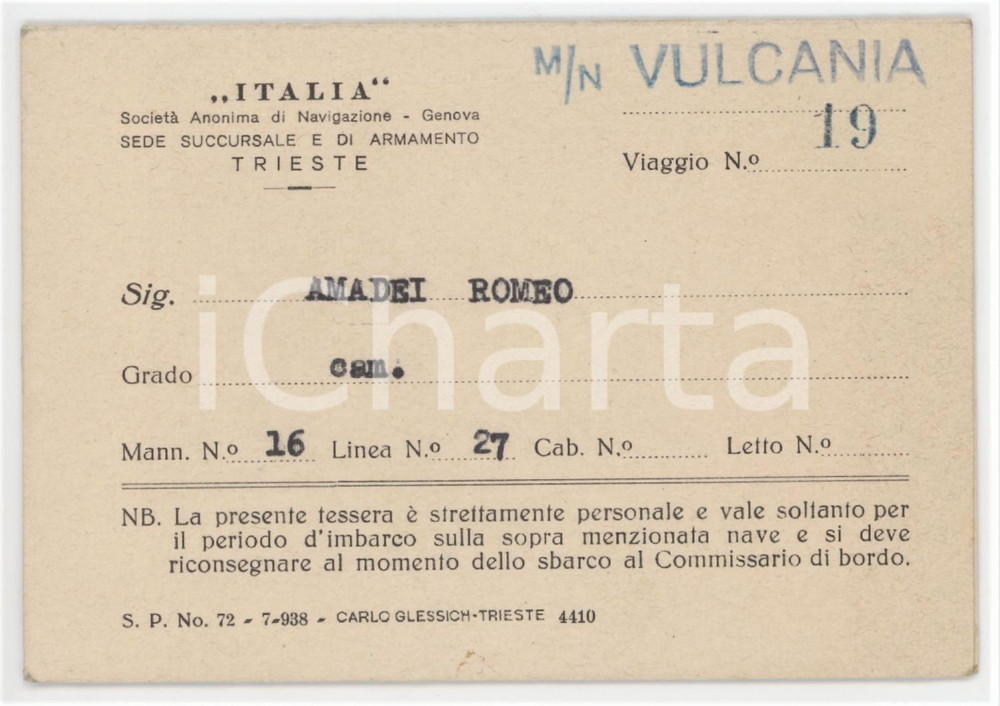 „ITALIA“
Società Anonima di Navigazione - Genova
SEDE SUCCURSALE E DI ARMAMENTO
TRIESTE
M/N VULCANIA
Viaggio N.o 19
Sig. AMADEI ROMEO
iCharta
Grado cam.
Mann. N.o 16 Linea N.o 27 Cab. N.o Letto N.o
NB. La presente tessera è strettamente personale e vale soltanto per
il periodo d'imbarco sulla sopra menzionata nave e si deve
riconsegnare al momento dello sbarco al Commissario di bordo.
S. P. No. 72 - 7-938 - CARLO GLESSICH-TRIESTE 4410